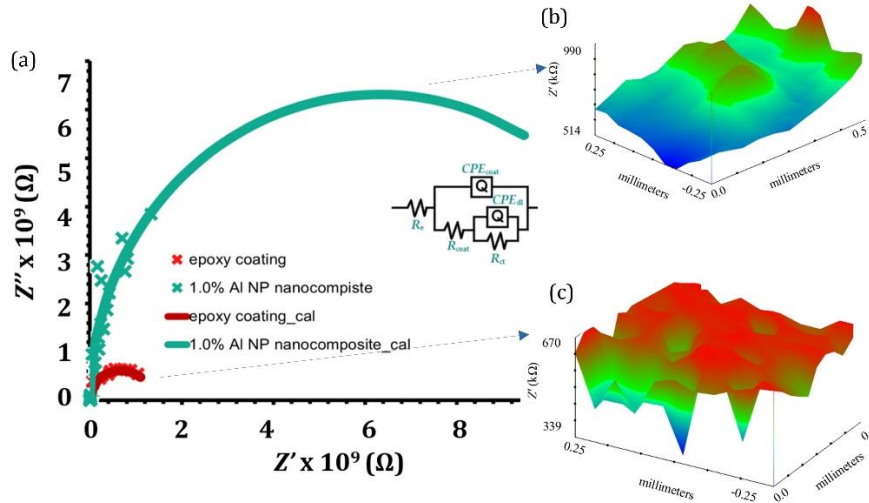 (a)
Z″ x 10⁹ (Ω)
7
6
5
4
3
2
1
0
0
2
4
6
8
Z′ x 10⁹ (Ω)
epoxy coating
1.0% Al NP nanocompiste
epoxy coating_cal
1.0% Al NP nanocomposite_cal
CPEcoat
Q
CPEdl
Q
Re
Rcoat
Rct
(b)
990
Z′ (kΩ)
514
0.25
millimeters
-0.25
0.0
millimeters
0.5
(c)
670
Z′ (kΩ)
339
0.25
millimeters
-0.25
0.0
millimeters
0